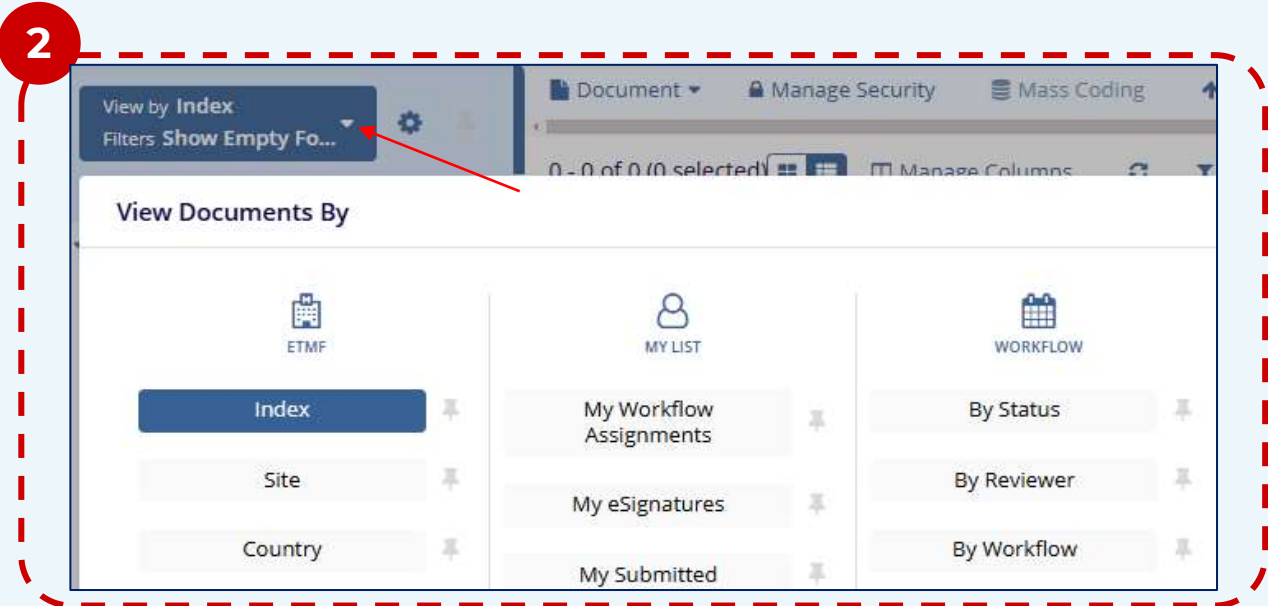 2
View by Index
Filters Show Empty Fo...
Document
Manage Security
Mass Coding
0 - 0 of 0 (0 selected)
Manage Columns
View Documents By
ETMF
MY LIST
WORKFLOW
Index
My Workflow
Assignments
By Status
Site
My eSignatures
By Reviewer
Country
My Submitted
By Workflow